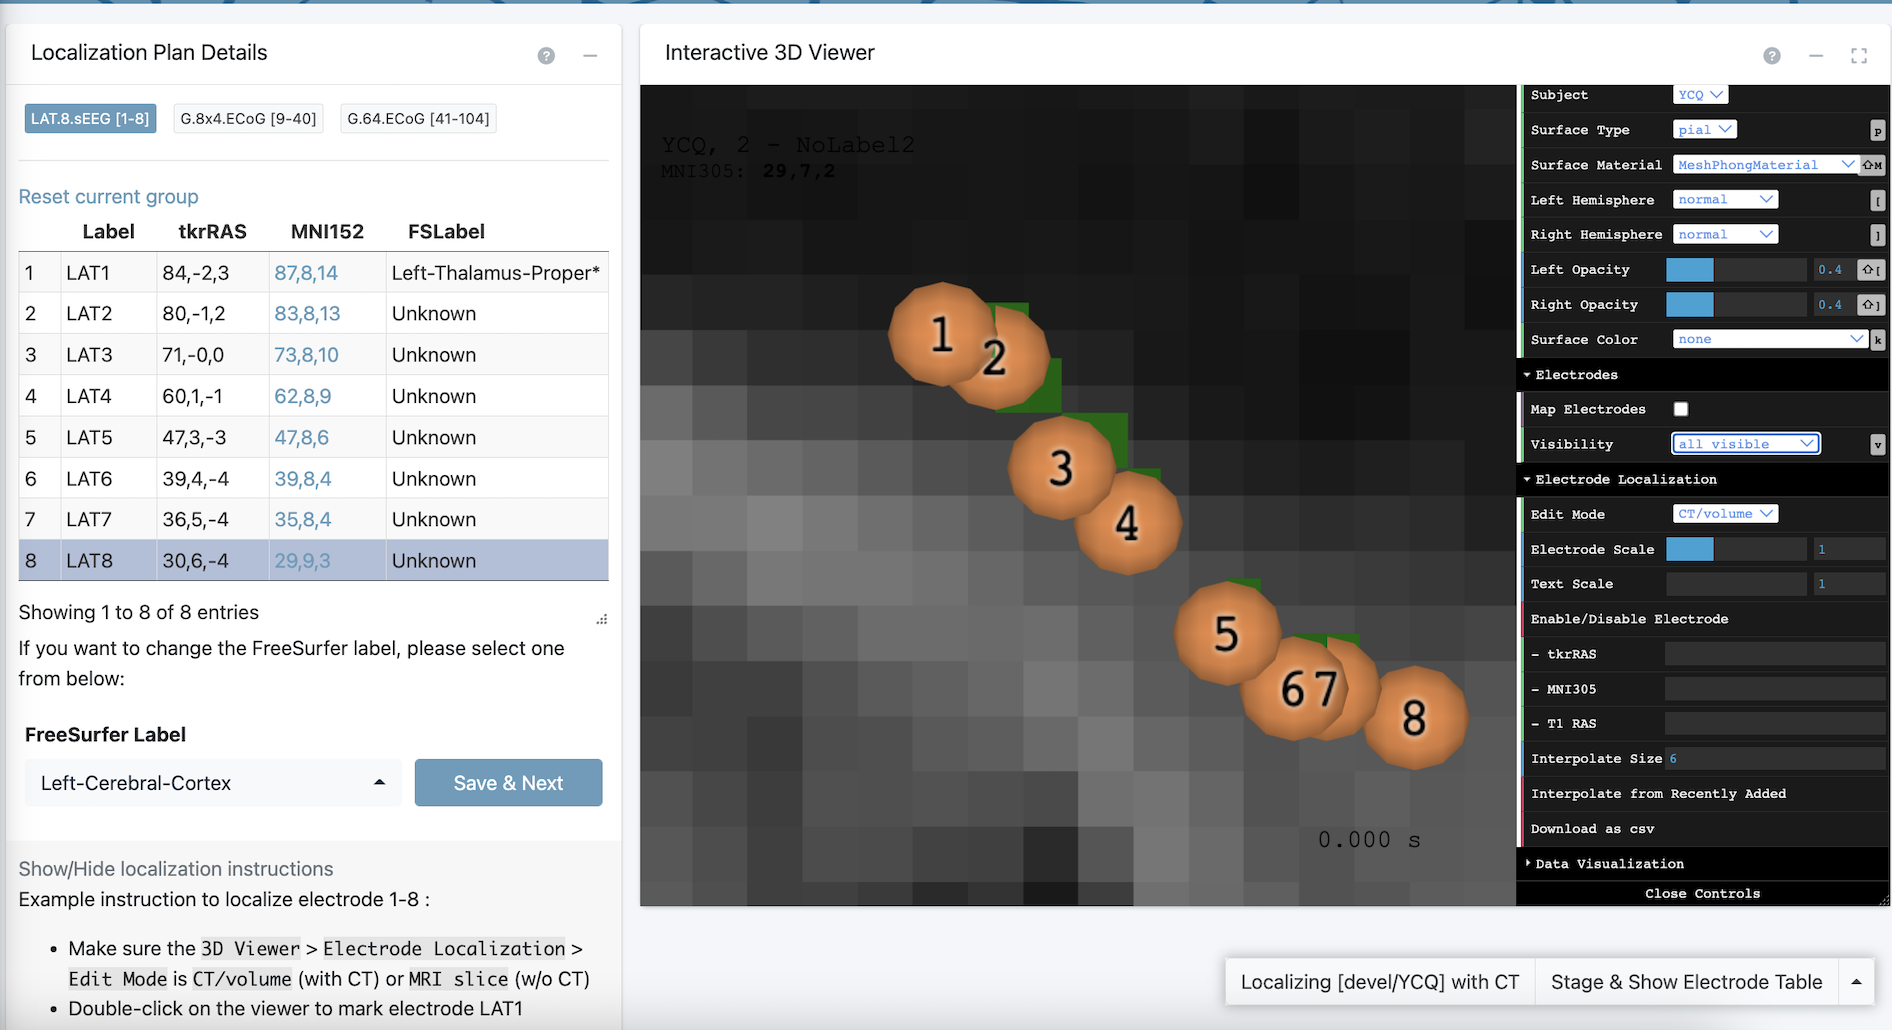 Localization Plan Details
LAT.8.sEEG [1-8] G.8x4.ECoG [9-40] G.64.ECoG [41-104]
Reset current group
Label tkrRAS MNI152 FSLabel
1 LAT1 84,-2,3 87,8,14 Left-Thalamus-Proper*
2 LAT2 80,-1,2 83,8,13 Unknown
3 LAT3 71,-0,0 73,8,10 Unknown
4 LAT4 60,1,-1 62,8,9 Unknown
5 LAT5 47,3,-3 47,8,6 Unknown
6 LAT6 39,4,-4 39,8,4 Unknown
7 LAT7 36,5,-4 35,8,4 Unknown
8 LAT8 30,6,-4 29,9,3 Unknown
Showing 1 to 8 of 8 entries
If you want to change the FreeSurfer label, please select one
from below:
FreeSurfer Label
Left-Cerebral-Cortex Save & Next
Show/Hide localization instructions
Example instruction to localize electrode 1-8 :
• Make sure the 3D Viewer > Electrode Localization >
Edit Mode is CT/volume (with CT) or MRI slice (w/o CT)
• Double-click on the viewer to mark electrode LAT1
Interactive 3D Viewer
YCQ, 2 - NoLabel2
MNI305: 29,7,2
1
2
3
4
5
6 7
8
0.000 s
Subject YCQ
Surface Type pial p
Surface Material MeshPhongMaterial ⇧M
Left Hemisphere normal [
Right Hemisphere normal ]
Left Opacity 0.4 ⇧[
Right Opacity 0.4 ⇧]
Surface Color none k
Electrodes
Map Electrodes
Visibility all visible v
Electrode Localization
Edit Mode CT/volume
Electrode Scale 1
Text Scale 1
Enable/Disable Electrode
- tkrRAS
- MNI305
- T1 RAS
Interpolate Size 6
Interpolate from Recently Added
Download as csv
Data Visualization
Close Controls
Localizing [devel/YCQ] with CT Stage & Show Electrode Table